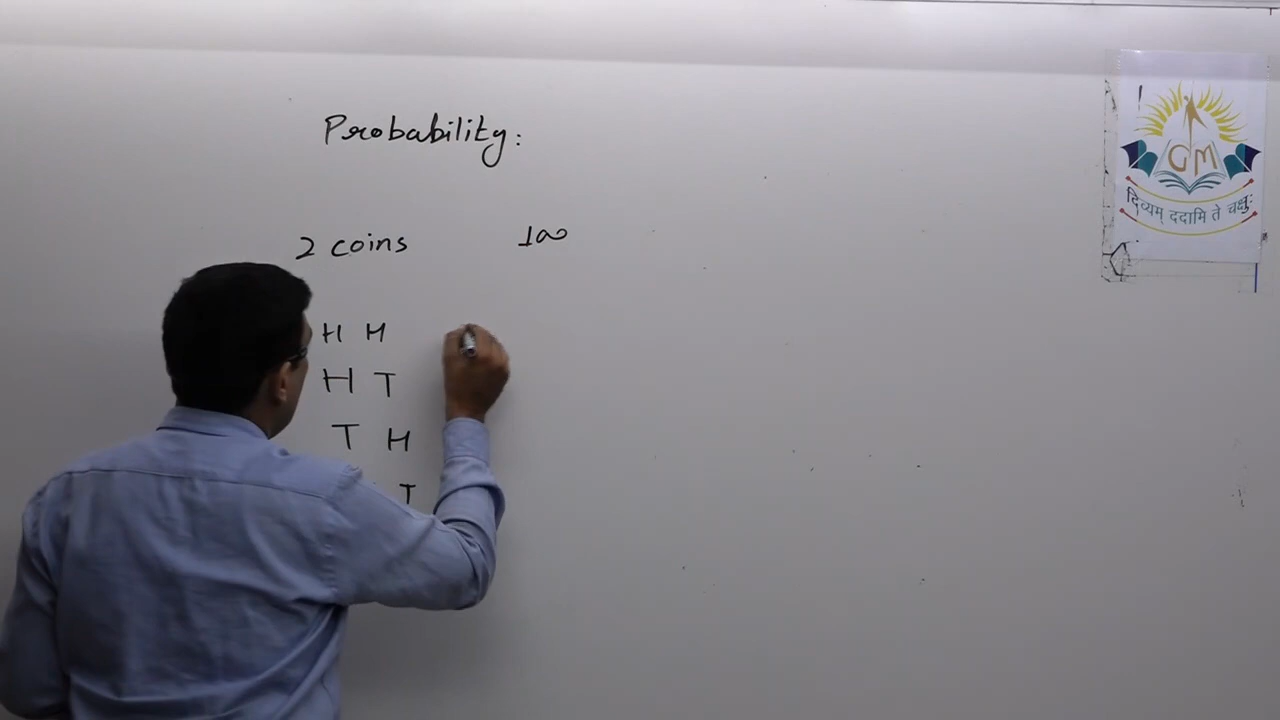 Probability:
2 coins 100
H H
H T
T H
T
GM
दिव्यम् ददामि ते चक्षुः